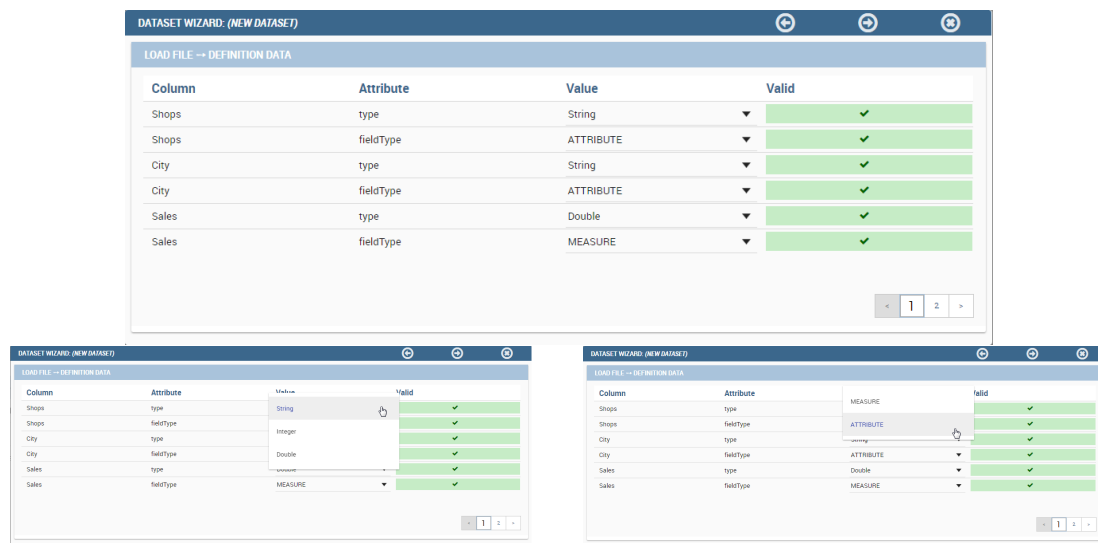 DATASET WIZARD: (NEW DATASET)
LOAD FILE → DEFINITION DATA
Column Attribute Value Valid
Shops type String
Shops fieldType ATTRIBUTE
City type String
City fieldType ATTRIBUTE
Sales type Double
Sales fieldType MEASURE
< 1 2 >
DATASET WIZARD: (NEW DATASET)
LOAD FILE → DEFINITION DATA
Column Attribute Value Valid
Shops type String
Shops fieldType Integer
City type
City fieldType Double
Sales type Double
Sales fieldType MEASURE
< 1 2 >
DATASET WIZARD: (NEW DATASET)
LOAD FILE → DEFINITION DATA
Column Attribute Valid
Shops type MEASURE
Shops fieldType ATTRIBUTE
City type String
City fieldType ATTRIBUTE
Sales type Double
Sales fieldType MEASURE
< 1 2 >